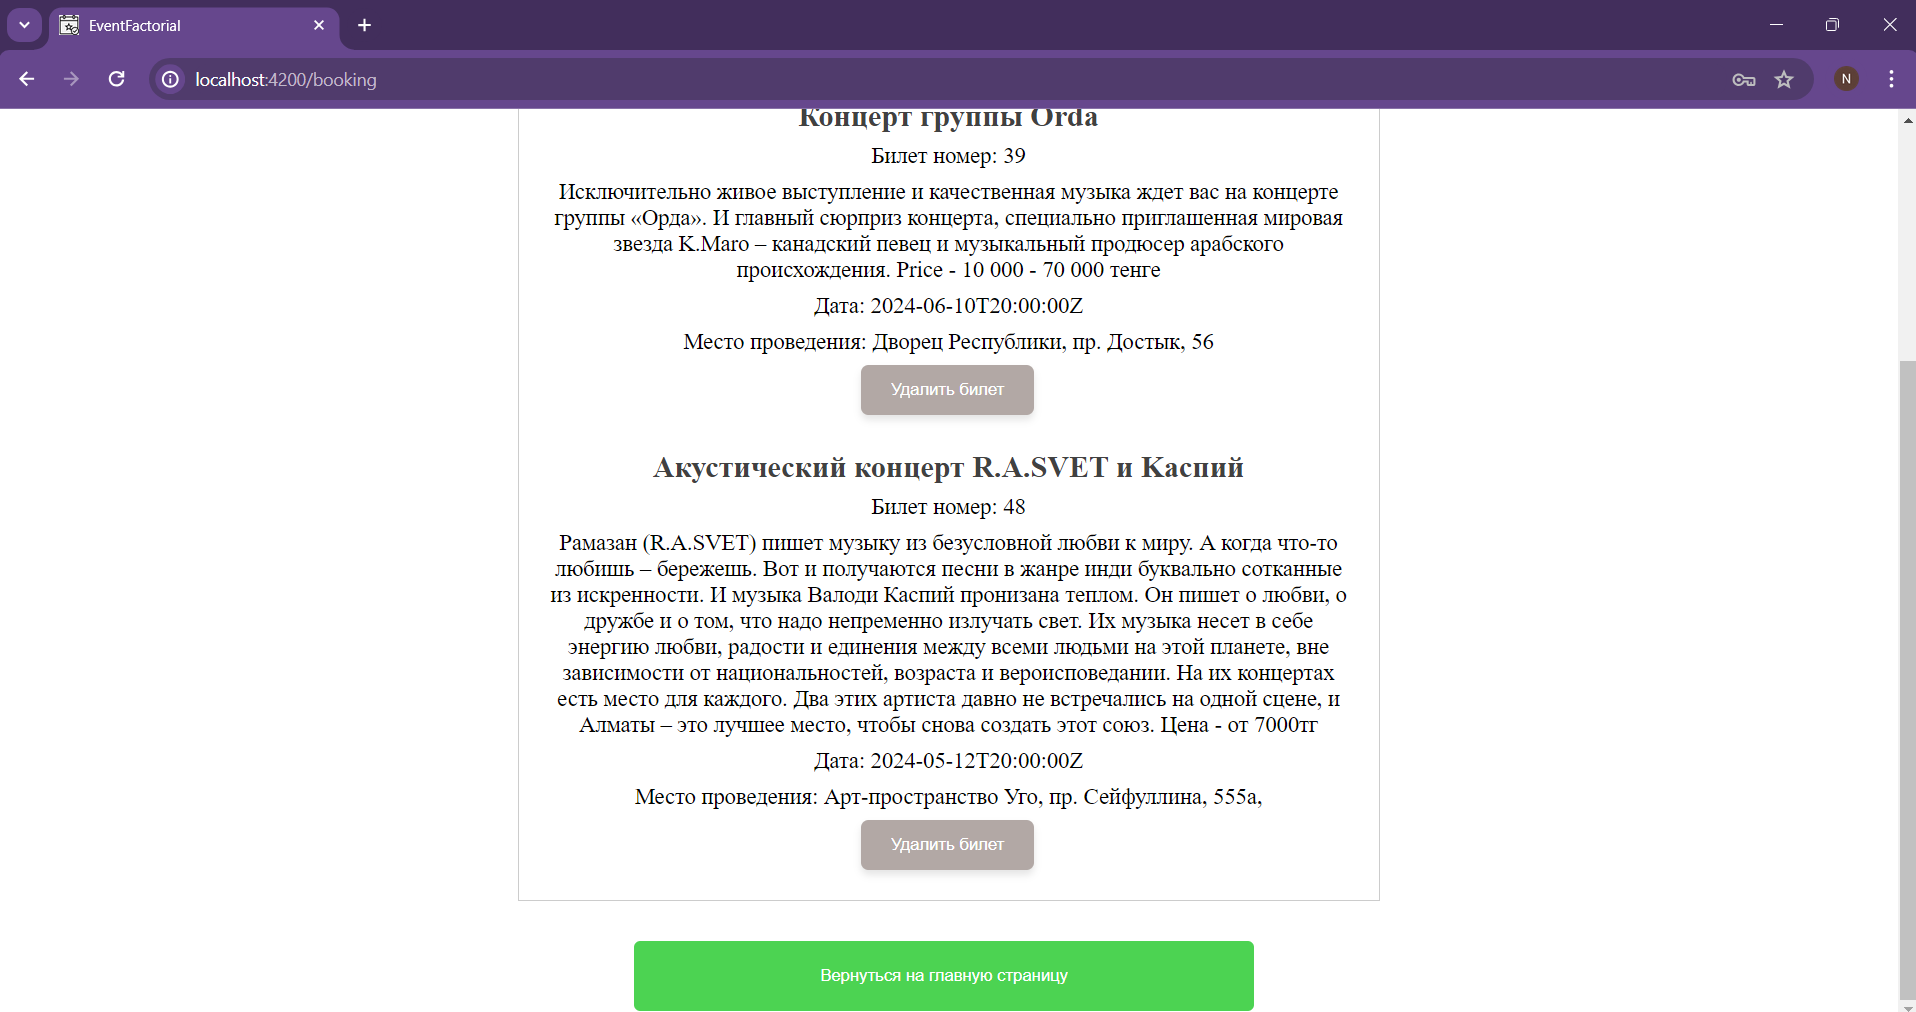 EventFactorial
localhost:4200/booking
N
Концерт группы Orda
Билет номер: 39
Исключительно живое выступление и качественная музыка ждет вас на концерте
группы «Орда». И главный сюрприз концерта, специально приглашенная мировая
звезда K.Maro – канадский певец и музыкальный продюсер арабского
происхождения. Price - 10 000 - 70 000 тенге
Дата: 2024-06-10T20:00:00Z
Место проведения: Дворец Республики, пр. Достык, 56
Удалить билет
Акустический концерт R.A.SVET и Каспий
Билет номер: 48
Рамазан (R.A.SVET) пишет музыку из безусловной любви к миру. А когда что-то
любишь – бережешь. Вот и получаются песни в жанре инди буквально сотканные
из искренности. И музыка Валоди Каспий пронизана теплом. Он пишет о любви, о
дружбе и о том, что надо непременно излучать свет. Их музыка несет в себе
энергию любви, радости и единения между всеми людьми на этой планете, вне
зависимости от национальностей, возраста и вероисповедании. На их концертах
есть место для каждого. Два этих артиста давно не встречались на одной сцене, и
Алматы – это лучшее место, чтобы снова создать этот союз. Цена - от 7000тг
Дата: 2024-05-12T20:00:00Z
Место проведения: Арт-пространство Уго, пр. Сейфуллина, 555а,
Удалить билет
Вернуться на главную страницу